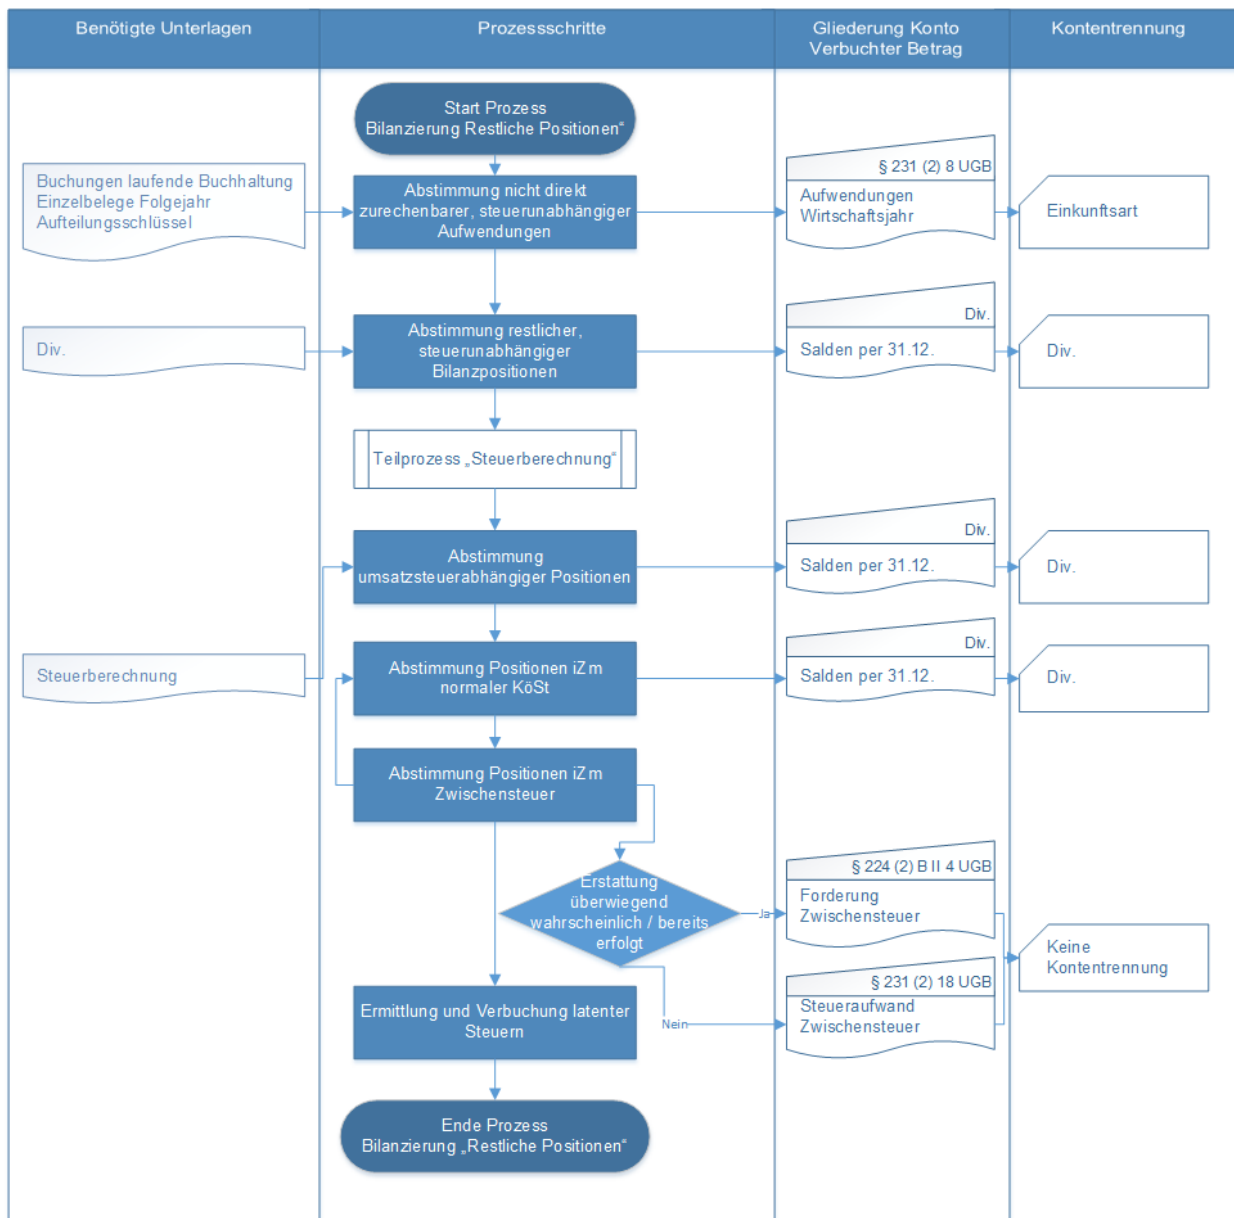 Benötigte Unterlagen
Prozessschritte
Gliederung Konto
Verbuchter Betrag
Kontentrennung
Start Prozess
Bilanzierung Restliche Positionen“
Buchungen laufende Buchhaltung
Einzelbelege Folgejahr
Aufteilungsschlüssel
Abstimmung nicht direkt
zurechenbarer, steuerunabhängiger
Aufwendungen
§ 231 (2) 8 UGB
Aufwendungen
Wirtschaftsjahr
Einkunftsart
Div.
Abstimmung restlicher,
steuerunabhängiger
Bilanzpositionen
Div.
Salden per 31.12.
Div.
Teilprozess „Steuerberechnung“
Abstimmung
umsatzsteuerabhängiger Positionen
Div.
Salden per 31.12.
Div.
Steuerberechnung
Abstimmung Positionen iZm
normaler KöSt
Div.
Salden per 31.12.
Div.
Abstimmung Positionen iZm
Zwischensteuer
Erstattung
überwiegend
wahrscheinlich / bereits
erfolgt
Ja
§ 224 (2) B II 4 UGB
Forderung
Zwischensteuer
Keine
Kontentrennung
Nein
§ 231 (2) 18 UGB
Steueraufwand
Zwischensteuer
Ermittlung und Verbuchung latenter
Steuern
Ende Prozess
Bilanzierung „Restliche Positionen“